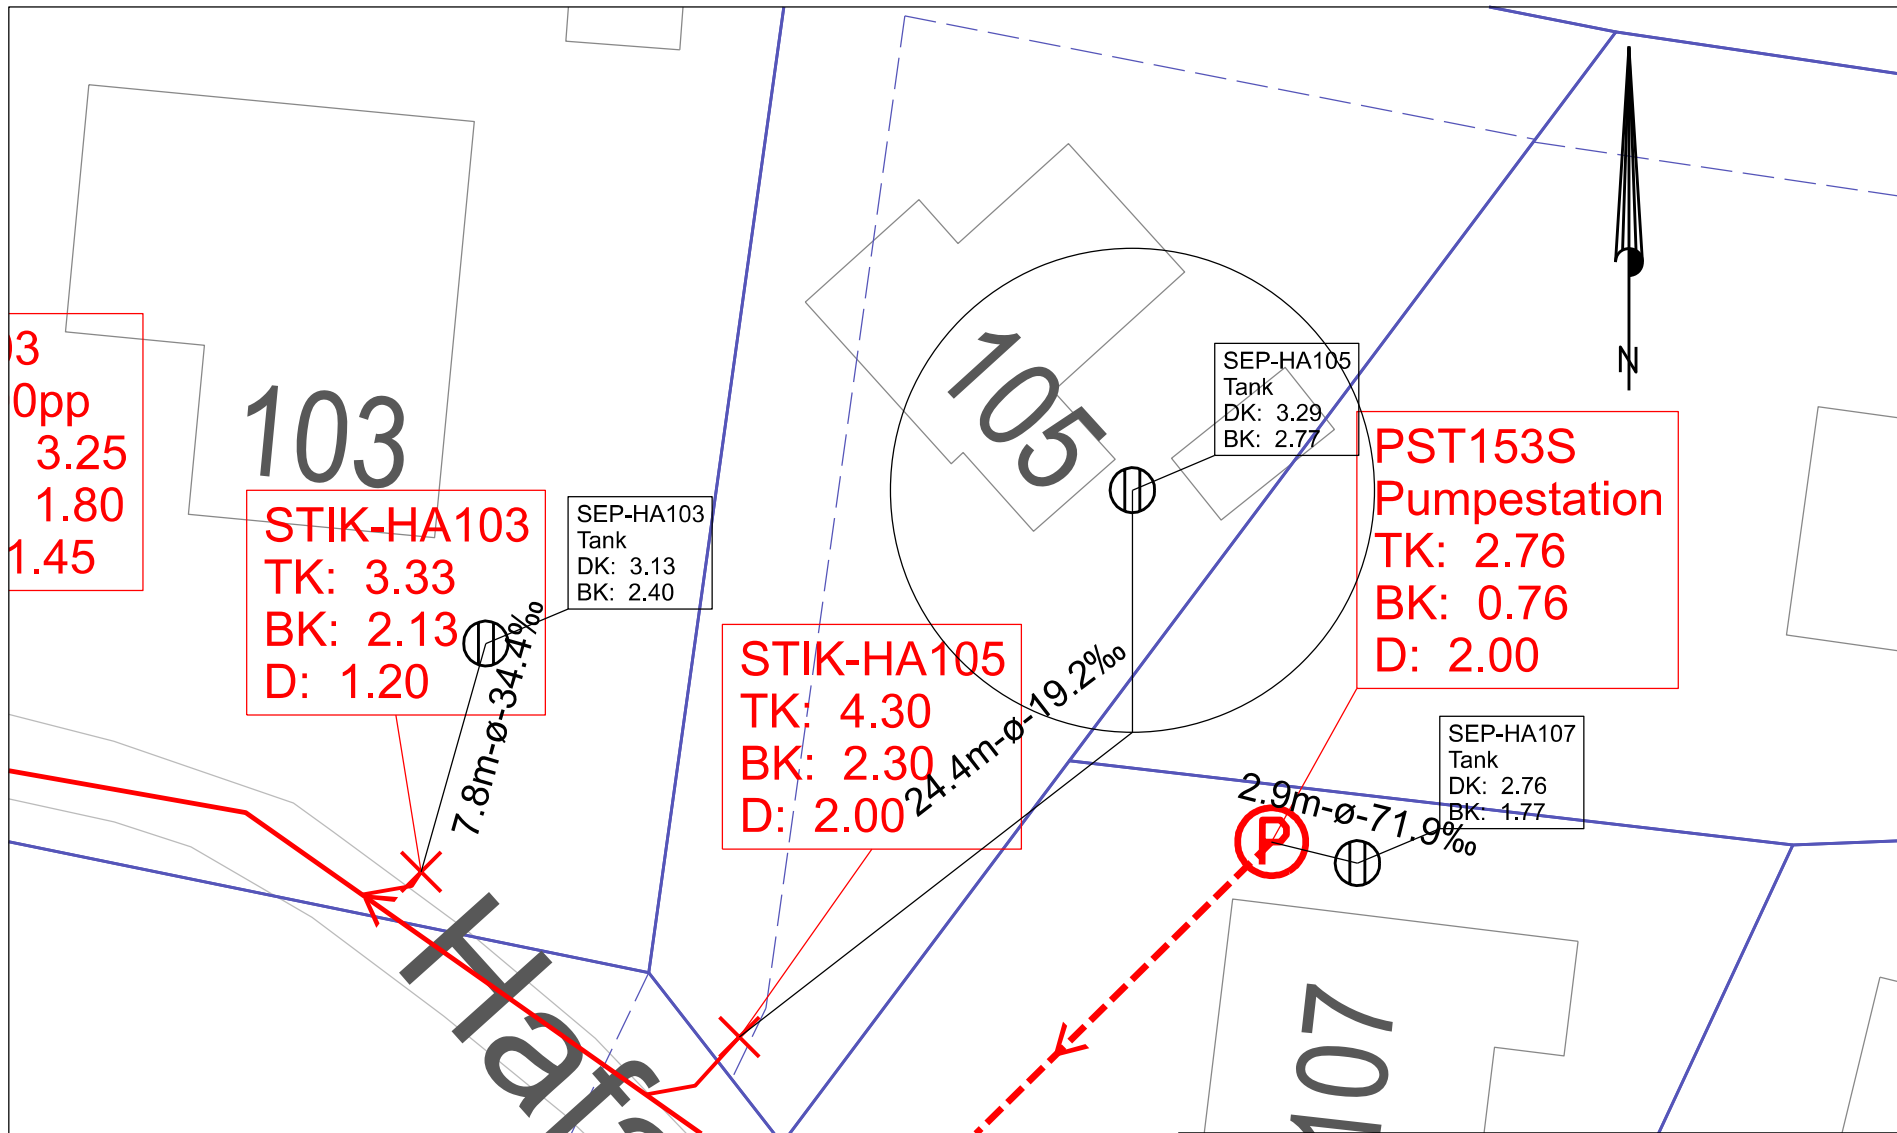 03
0pp
3.25
1.80
1.45
103
STIK-HA103
TK: 3.33
BK: 2.13
D: 1.20
SEP-HA103
Tank
DK: 3.13
BK: 2.40
7.8m-ø-34.4‰
105
SEP-HA105
Tank
DK: 3.29
BK: 2.77
N
PST153S
Pumpestation
TK: 2.76
BK: 0.76
D: 2.00
STIK-HA105
TK: 4.30
BK: 2.30
D: 2.00
24.4m-ø-19.2‰
SEP-HA107
Tank
DK: 2.76
BK: 1.77
2.9m-ø-71.9‰
P
107